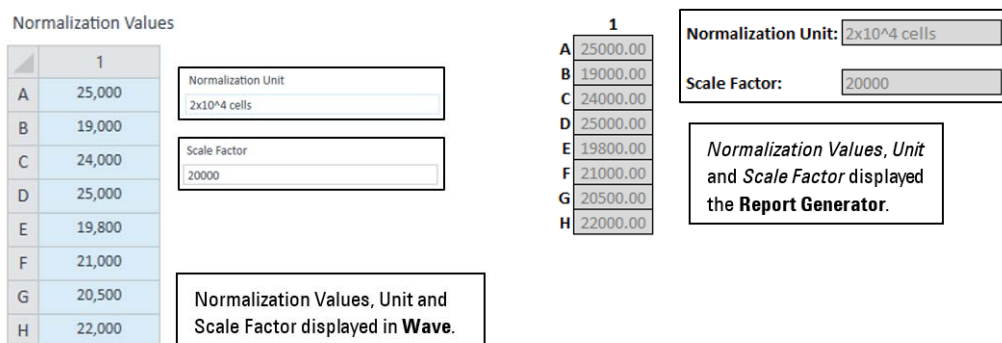 Normalization Values
1
A 25,000
B 19,000
C 24,000
D 25,000
E 19,800
F 21,000
G 20,500
H 22,000
Normalization Unit
2x10^4 cells
Scale Factor
20000
Normalization Values, Unit and
Scale Factor displayed in Wave.
1
A 25000.00
B 19000.00
C 24000.00
D 25000.00
E 19800.00
F 21000.00
G 20500.00
H 22000.00
Normalization Unit: 2x10^4 cells
Scale Factor: 20000
Normalization Values, Unit
and Scale Factor displayed
the Report Generator.